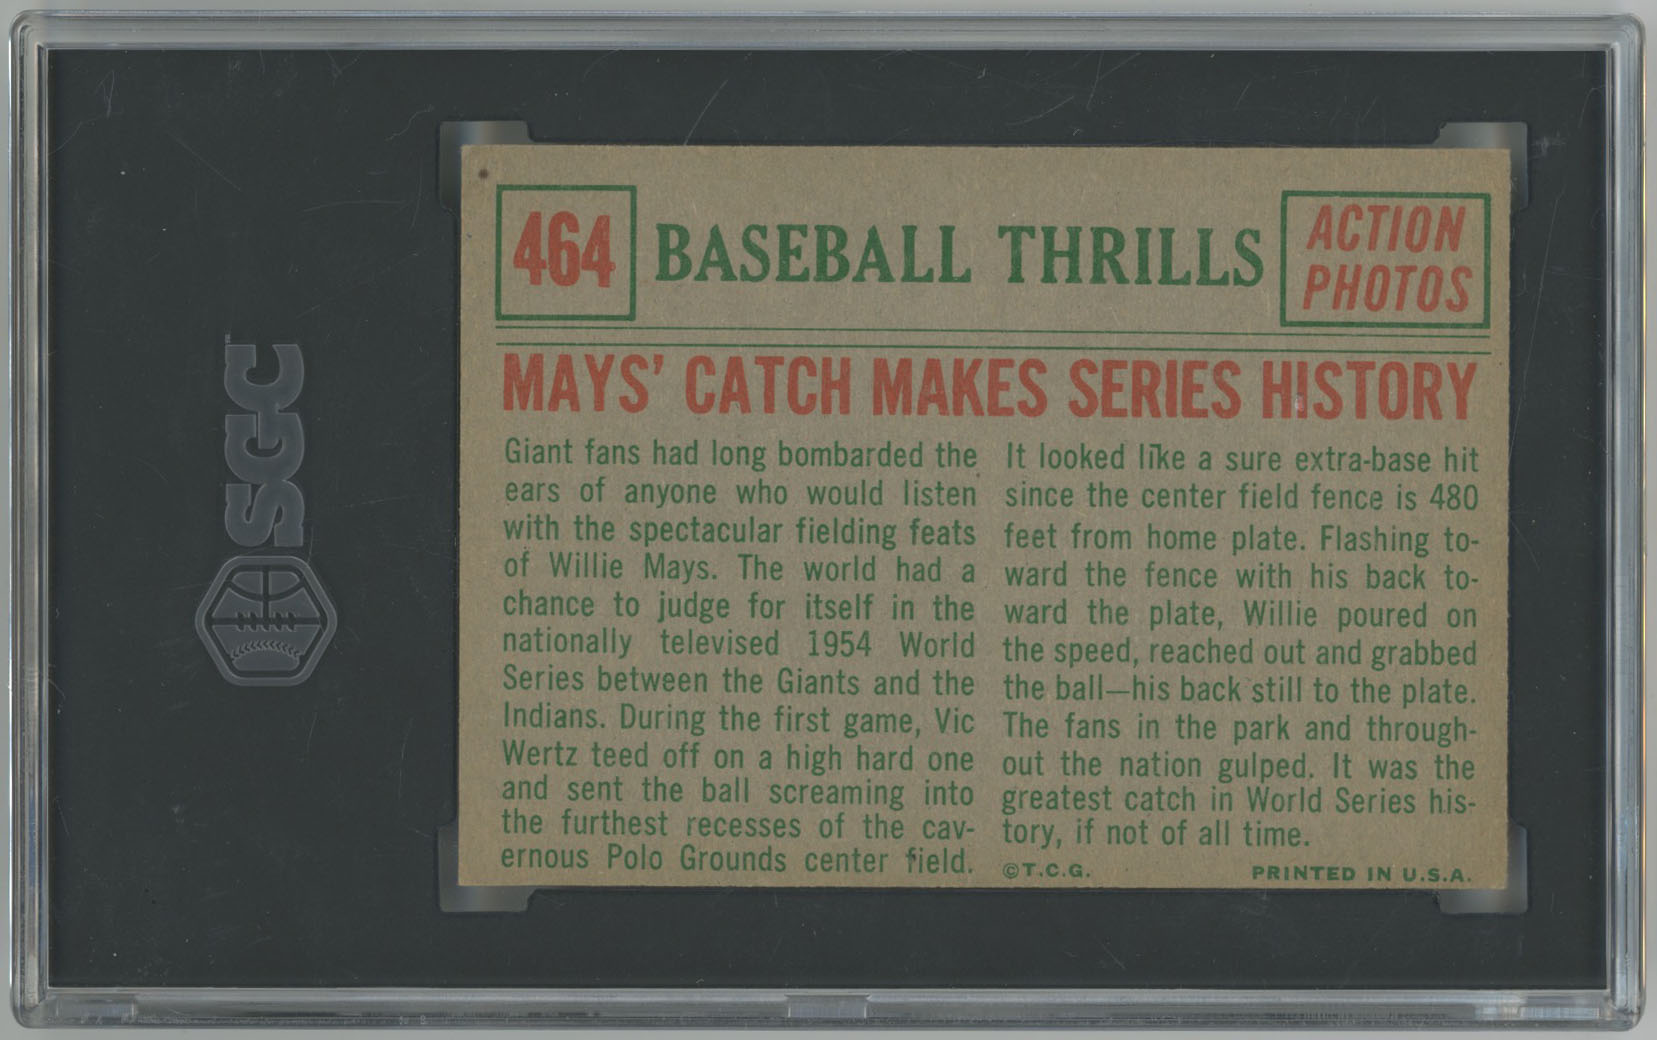 SGC
464
BASEBALL THRILLS
ACTION
PHOTOS
MAYS' CATCH MAKES SERIES HISTORY
Giant fans had long bombarded the
ears of anyone who would listen
with the spectacular fielding feats
of Willie Mays. The world had a
chance to judge for itself in the
nationally televised 1954 World
Series between the Giants and the
Indians. During the first game, Vic
Wertz teed off on a high hard one
and sent the ball screaming into
the furthest recesses of the cav-
ernous Polo Grounds center field.
It looked like a sure extra-base hit
since the center field fence is 480
feet from home plate. Flashing to-
ward the fence with his back to-
ward the plate, Willie poured on
the speed, reached out and grabbed
the ball—his back still to the plate.
The fans in the park and through-
out the nation gulped. It was the
greatest catch in World Series his-
tory, if not of all time.
©T.C.G.
PRINTED IN U.S.A.